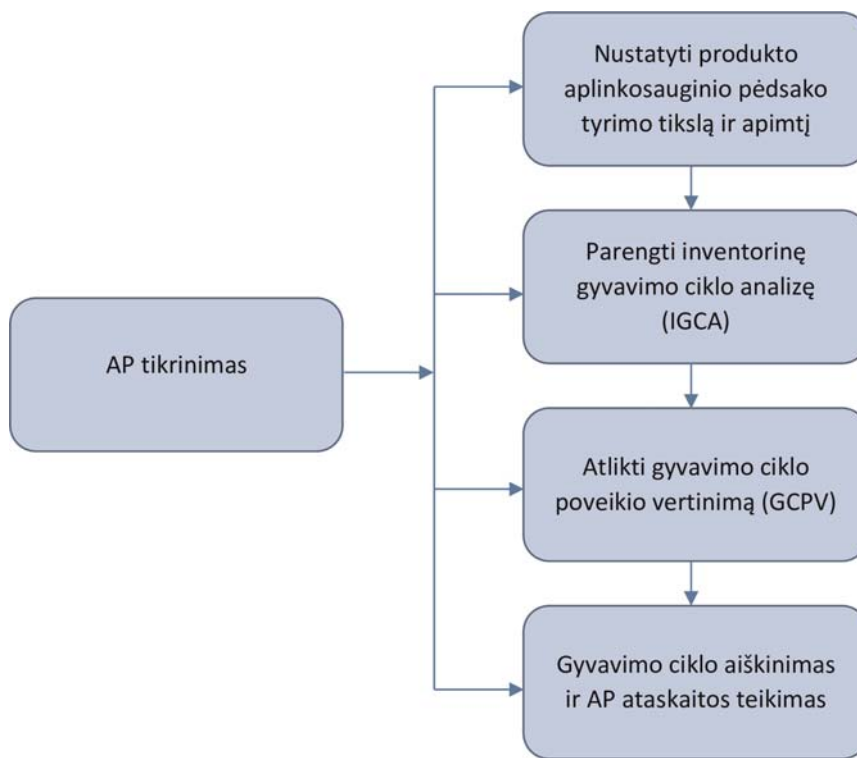 Nustatyti produkto
aplinkosauginio pėdsako
tyrimo tikslą ir apimtį
Parengti inventorinę
gyvavimo ciklo analizę
(IGCA)
AP tikrinimas
Atlikti gyvavimo ciklo
poveikio vertinimą (GCPV)
Gyvavimo ciklo aiškinimas
ir AP ataskaitos teikimas